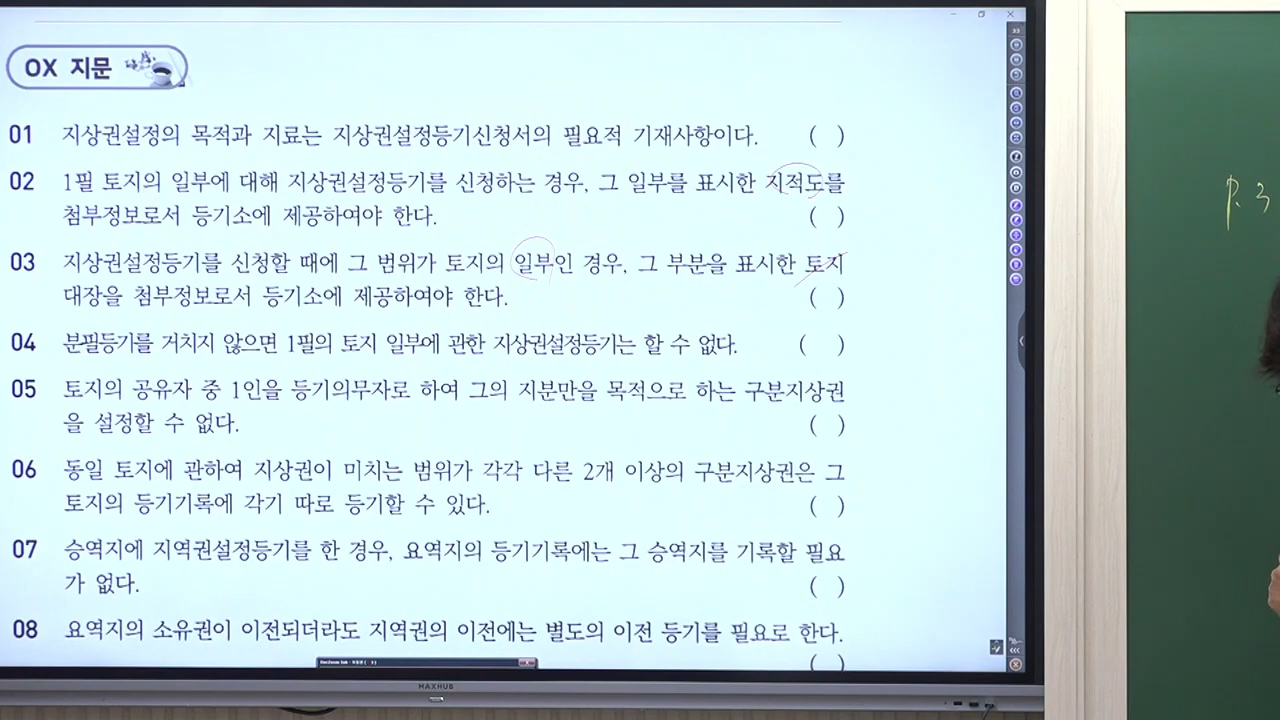 OX 지문
01 지상권설정의 목적과 지료는 지상권설정등기신청서의 필요적 기재사항이다. ( )
02 1필 토지의 일부에 대해 지상권설정등기를 신청하는 경우, 그 일부를 표시한 지적도를
첨부정보로서 등기소에 제공하여야 한다. ( )
03 지상권설정등기를 신청할 때에 그 범위가 토지의 일부인 경우, 그 부분을 표시한 토지
대장을 첨부정보로서 등기소에 제공하여야 한다. ( )
04 분필등기를 거치지 않으면 1필의 토지 일부에 관한 지상권설정등기는 할 수 없다. ( )
05 토지의 공유자 중 1인을 등기의무자로 하여 그의 지분만을 목적으로 하는 구분지상권
을 설정할 수 없다. ( )
06 동일 토지에 관하여 지상권이 미치는 범위가 각각 다른 2개 이상의 구분지상권은 그
토지의 등기기록에 각기 따로 등기할 수 있다. ( )
07 승역지에 지역권설정등기를 한 경우, 요역지의 등기기록에는 그 승역지를 기록할 필요
가 없다. ( )
08 요역지의 소유권이 이전되더라도 지역권의 이전에는 별도의 이전 등기를 필요로 한다.
( )
MAXHUB
p. 3